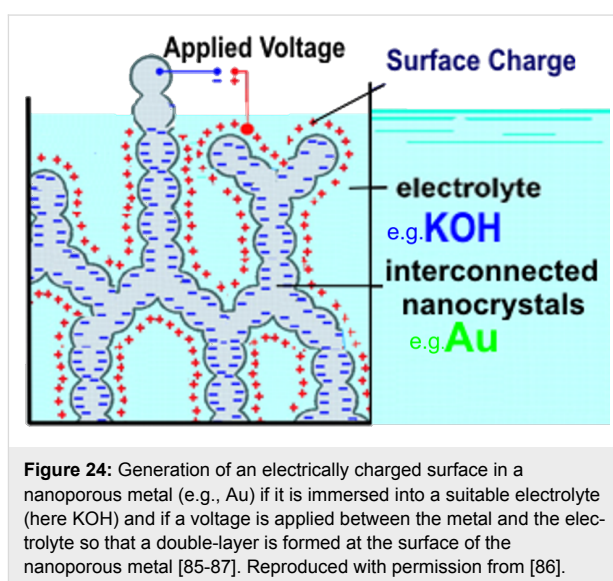 Applied Voltage
Surface Charge
electrolyte
e.g.KOH
interconnected
nanocrystals
e.g.Au
Figure 24: Generation of an electrically charged surface in a
nanoporous metal (e.g., Au) if it is immersed into a suitable electrolyte
(here KOH) and if a voltage is applied between the metal and the elec-
trolyte so that a double-layer is formed at the surface of the
nanoporous metal [85-87]. Reproduced with permission from [86].